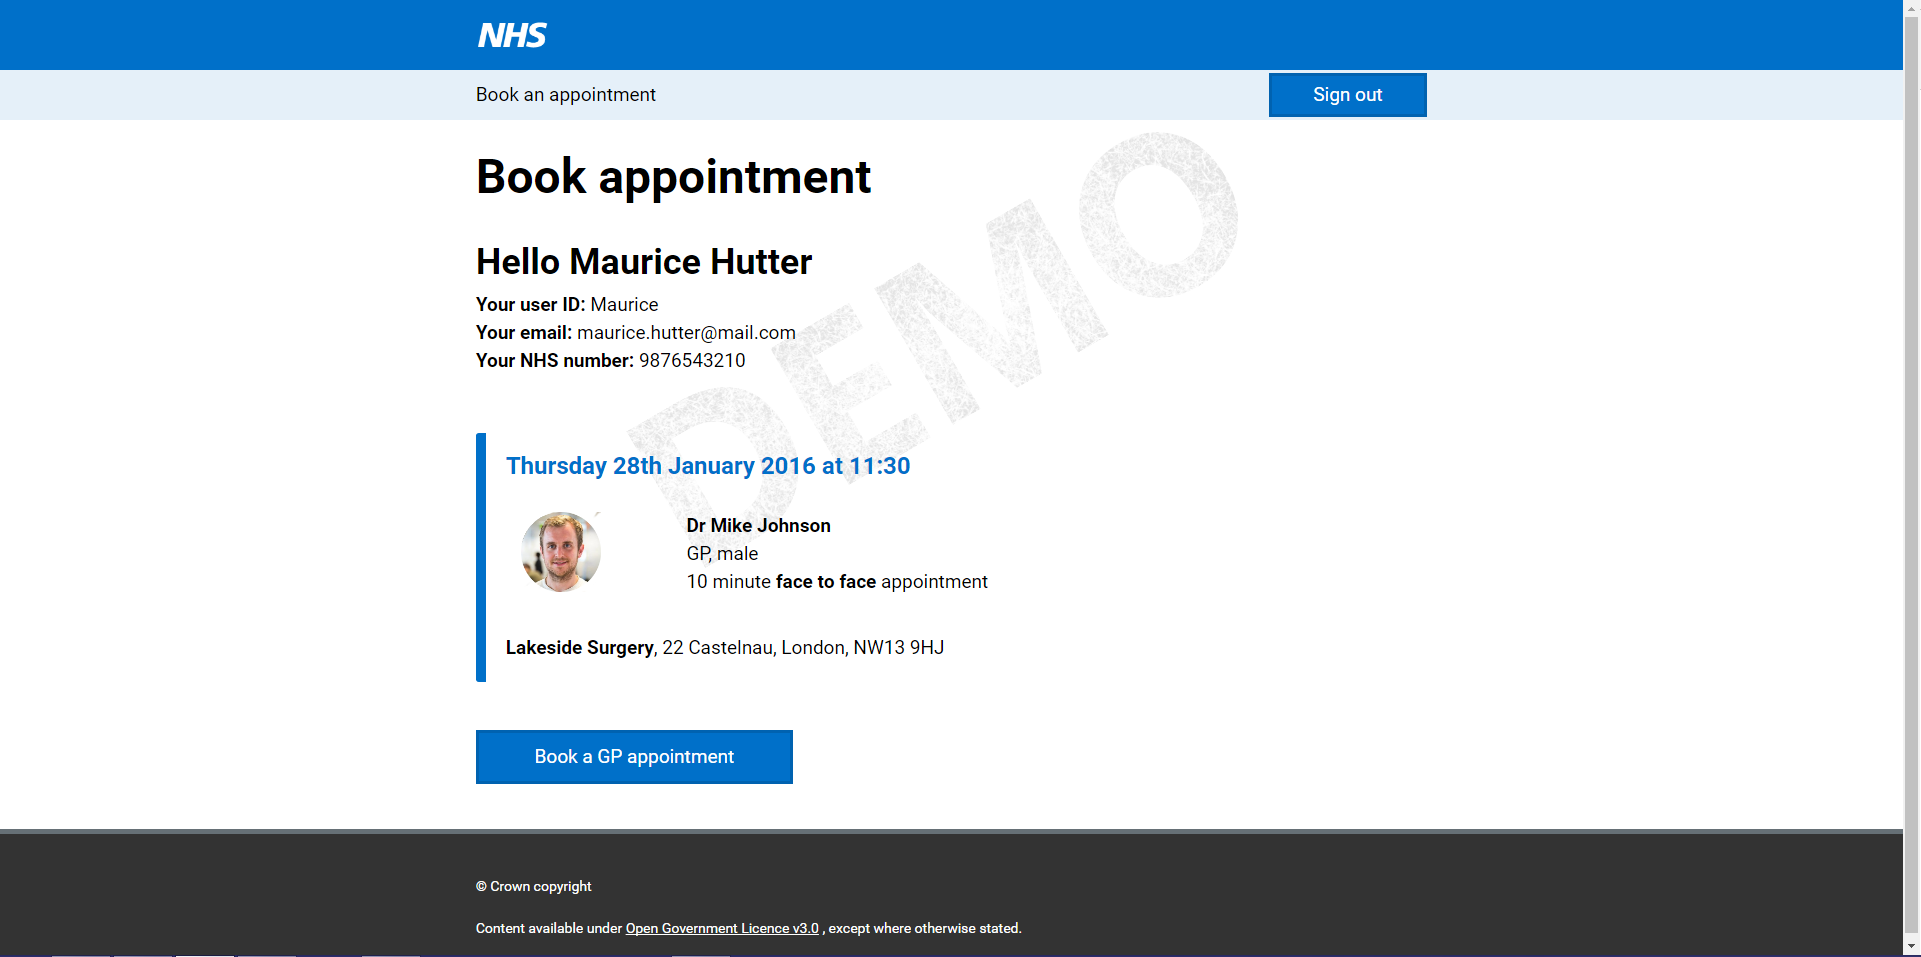 NHS
Book an appointment
Sign out
Book appointment
Hello Maurice Hutter
Your user ID: Maurice
Your email: maurice.hutter@mail.com
Your NHS number: 9876543210
DEMO
Thursday 28th January 2016 at 11:30
Dr Mike Johnson
GP, male
10 minute face to face appointment
Lakeside Surgery, 22 Castelnau, London, NW13 9HJ
Book a GP appointment
© Crown copyright
Content available under Open Government Licence v3.0 , except where otherwise stated.